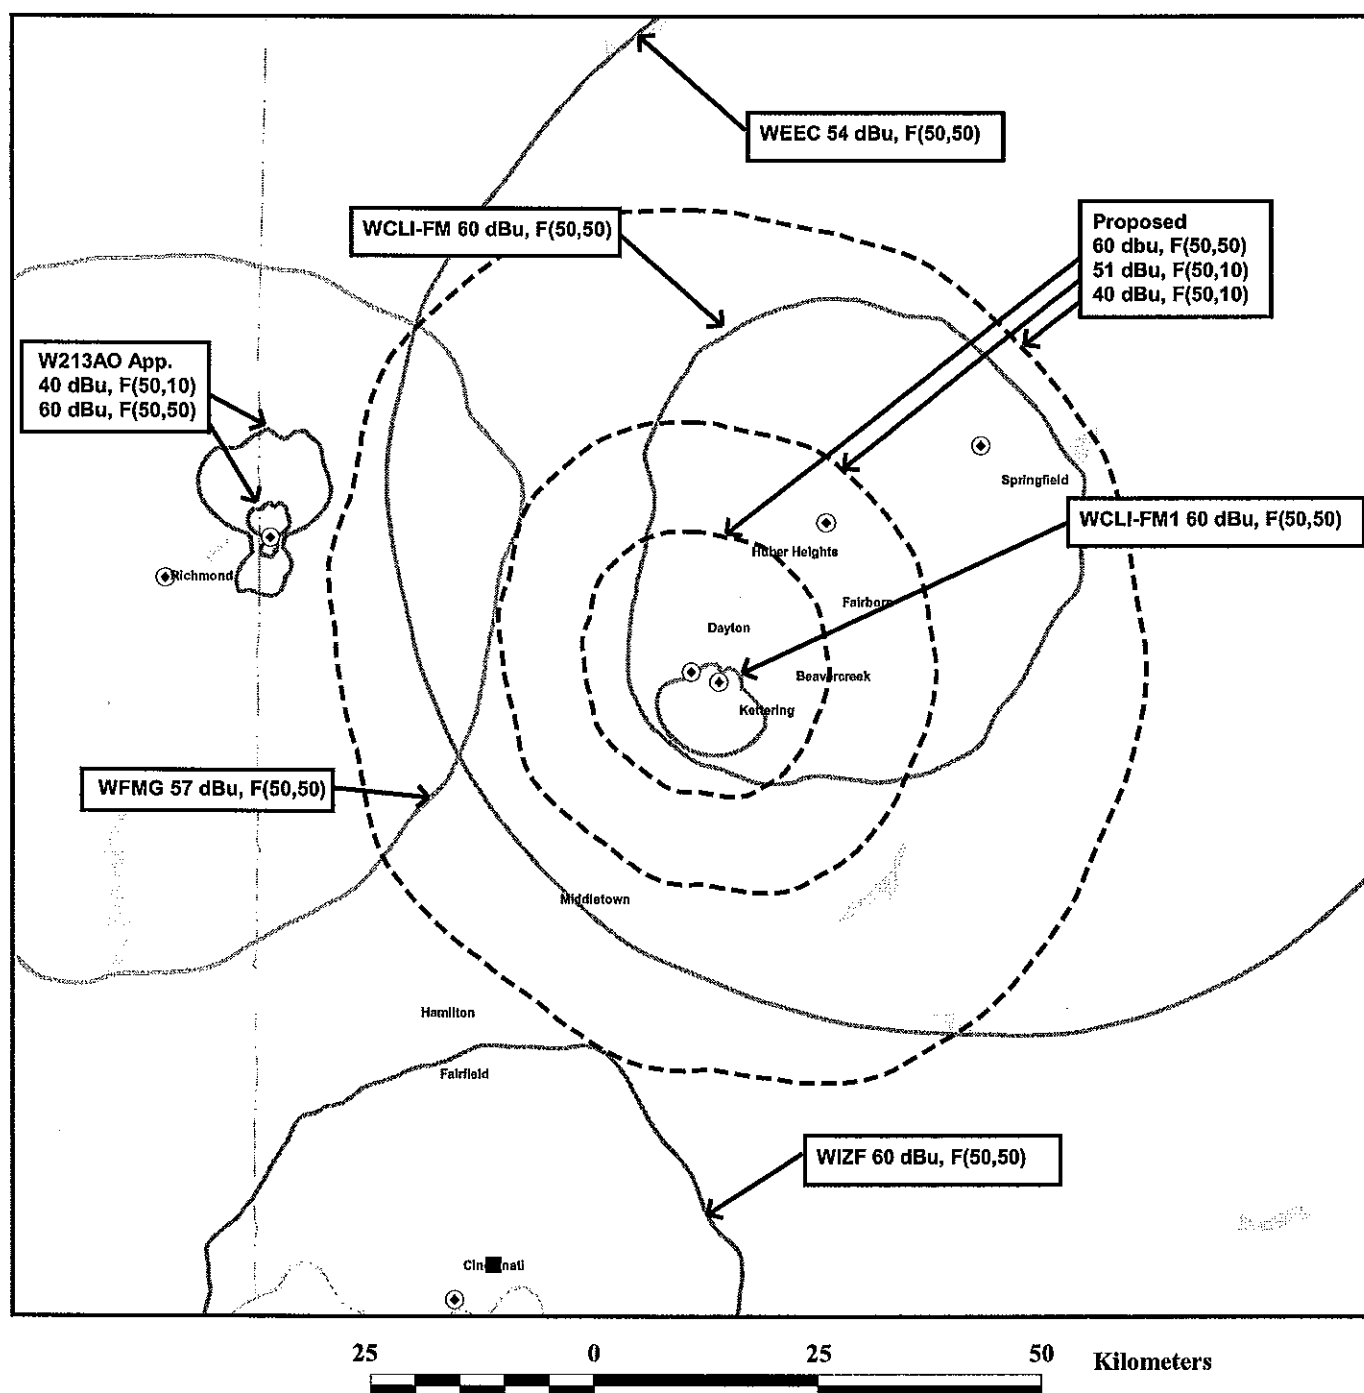 WEEC 54 dBu, F(50,50)
WCLI-FM 60 dBu, F(50,50)
Proposed
60 dbu, F(50,50)
51 dBu, F(50,10)
40 dBu, F(50,10)
W213AO App.
40 dBu, F(50,10)
60 dBu, F(50,50)
Springfield
WCLI-FM1 60 dBu, F(50,50)
Huber Heights
Richmond
Fairborn
Dayton
Beavercreek
Kettering
WFMG 57 dBu, F(50,50)
Middletown
Hamilton
Fairfield
WIZF 60 dBu, F(50,50)
25 0 25 50 Kilometers